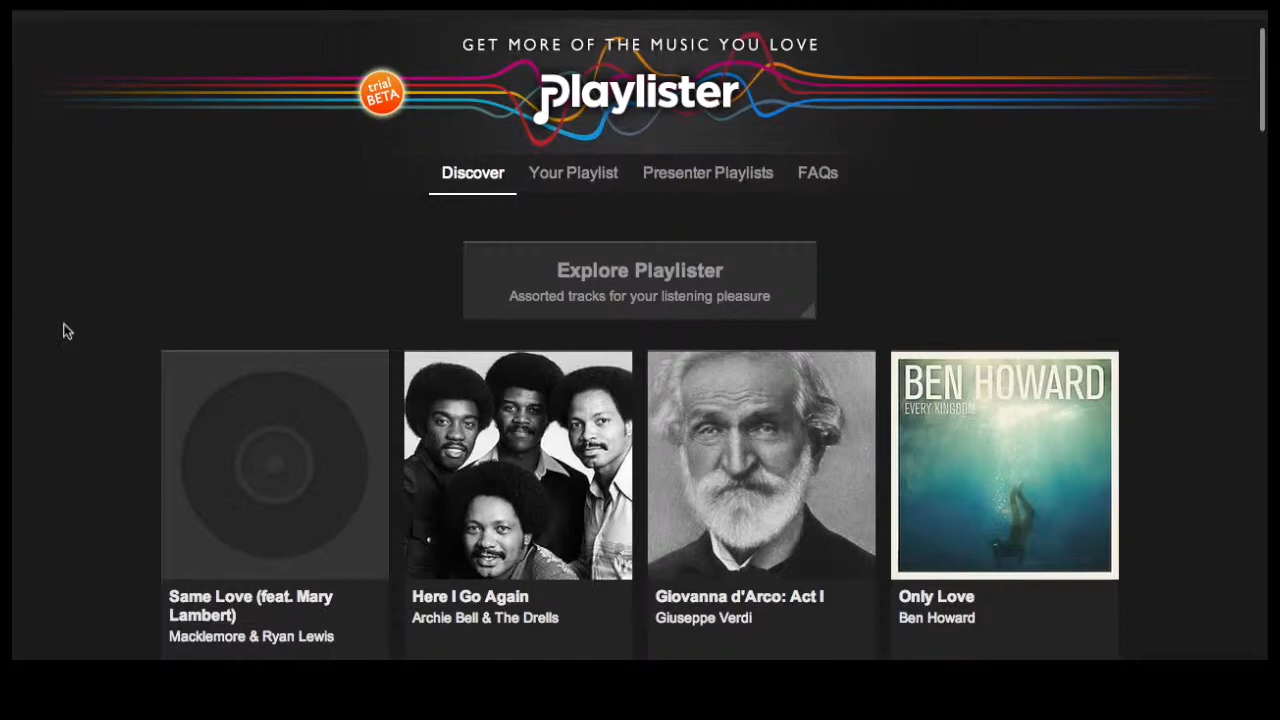 GET MORE OF THE MUSIC YOU LOVE
trial
BETA
playlister
Discover
Your Playlist
Presenter Playlists
FAQs
Explore Playlister
Assorted tracks for your listening pleasure
BEN HOWARD
EVERY KINGDOM
Same Love (feat. Mary
Lambert)
Macklemore & Ryan Lewis
Here I Go Again
Archie Bell & The Drells
Giovanna d'Arco: Act I
Giuseppe Verdi
Only Love
Ben Howard